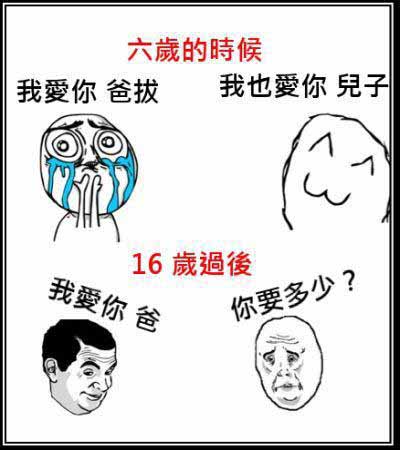 六歲的時候
我愛你 爸拔
我也愛你 兒子
16 歲過後
我愛你 爸
你要多少？